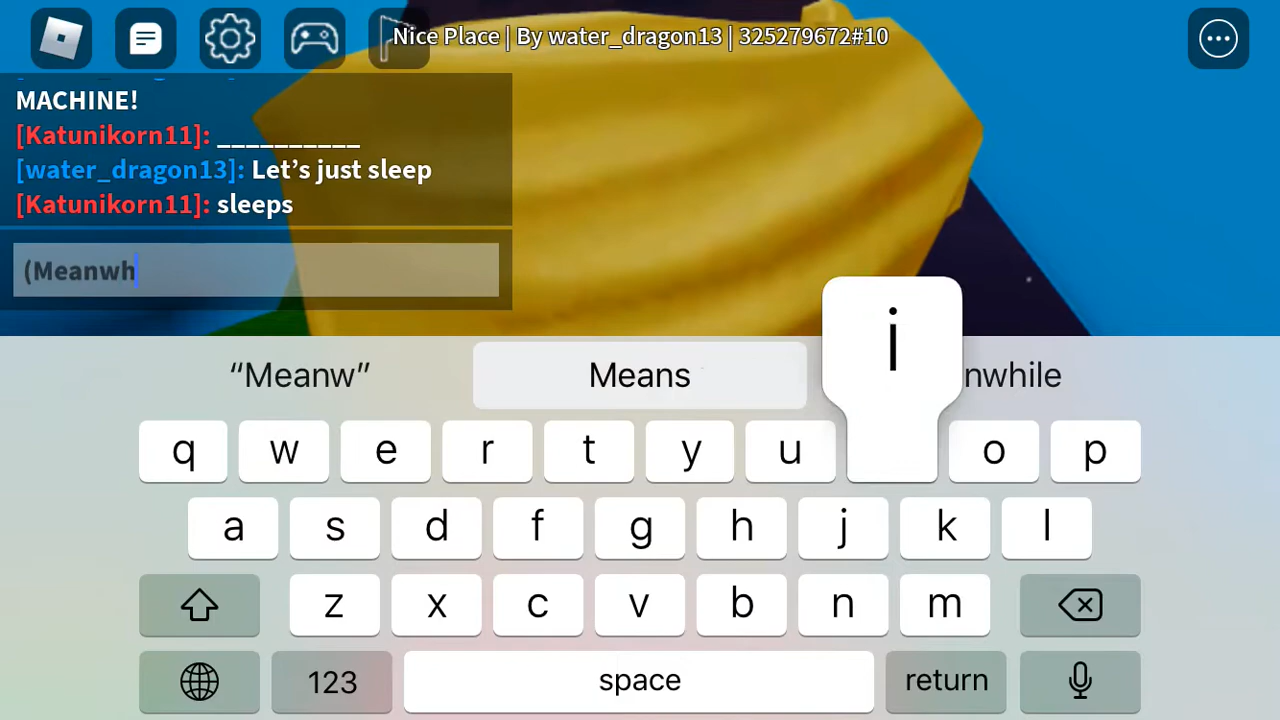 Nice Place | By water_dragon13 | 325279672#10
MACHINE!
[Katunikorn11]: __________
[water_dragon13]: Let’s just sleep
[Katunikorn11]: sleeps
(Meanwh
“Meanw” Means nwhile
i
q w e r t y u o p
a s d f g h j k l
z x c v b n m
123 space return